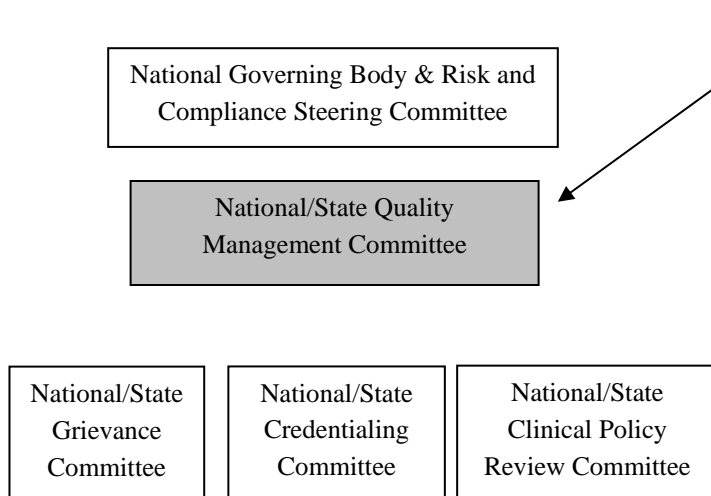 National Governing Body & Risk and
Compliance Steering Committee
National/State Quality
Management Committee
National/State
Grievance
Committee
National/State
Credentialing
Committee
National/State
Clinical Policy
Review Committee